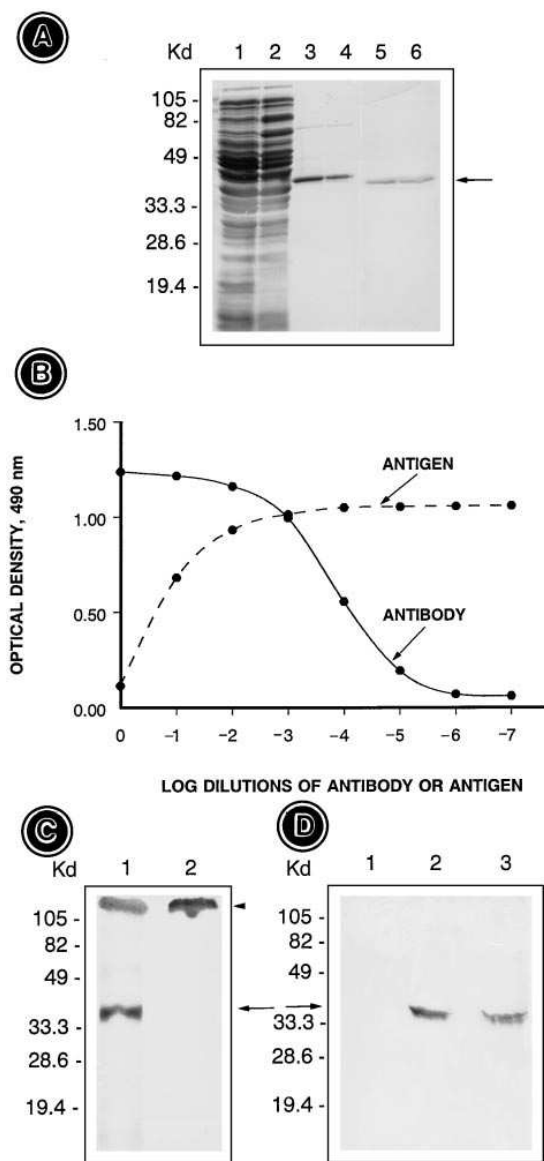 A
Kd 1 2 3 4 5 6
105 -
82 -
49 -
33.3 -
28.6 -
19.4 -
B
OPTICAL DENSITY, 490 nm
1.50
1.00
0.50
0.00
ANTIGEN
ANTIBODY
0 -1 -2 -3 -4 -5 -6 -7
LOG DILUTIONS OF ANTIBODY OR ANTIGEN
C
Kd 1 2
105 -
82 -
49 -
33.3 -
28.6 -
19.4 -
D
Kd 1 2 3
105 -
82 -
49 -
33.3 -
28.6 -
19.4 -